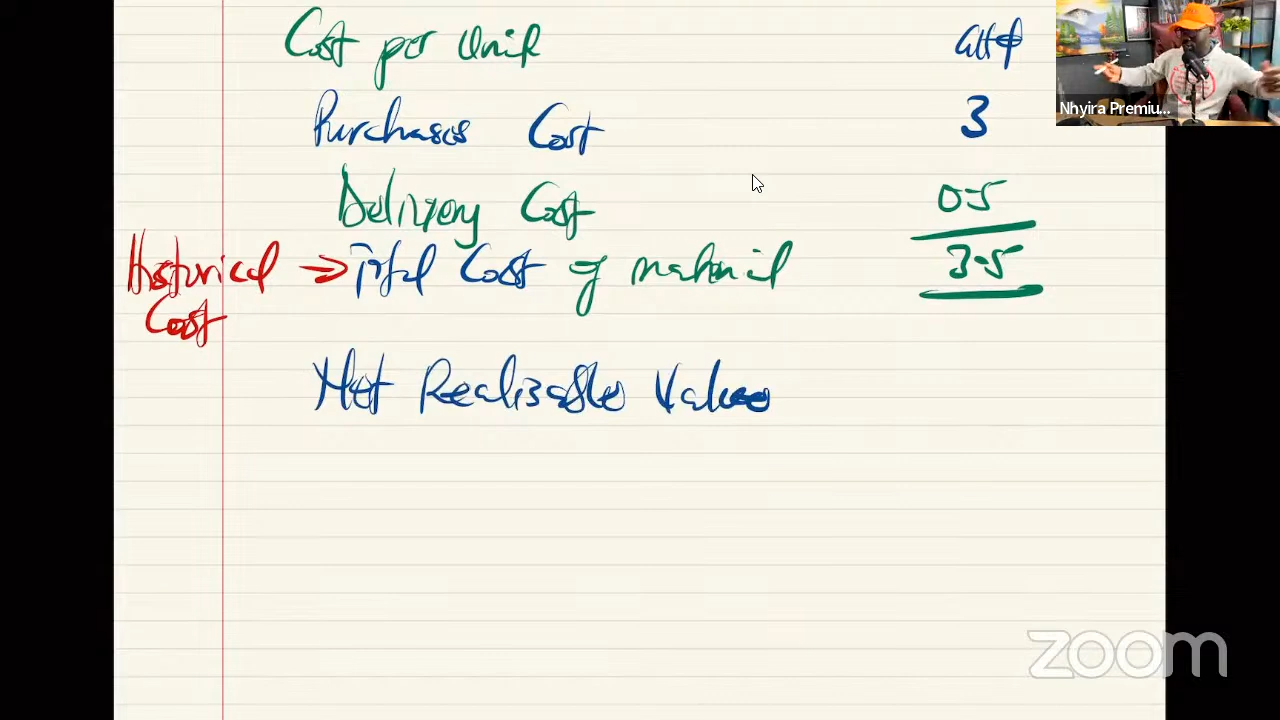 Cost per Unit GH¢
Purchases Cost 3
Delivery Cost 0.5
Historical → Total Cost of material 3.5
Cost
Net Realisable Value
Nhyira Premiu...
zoom